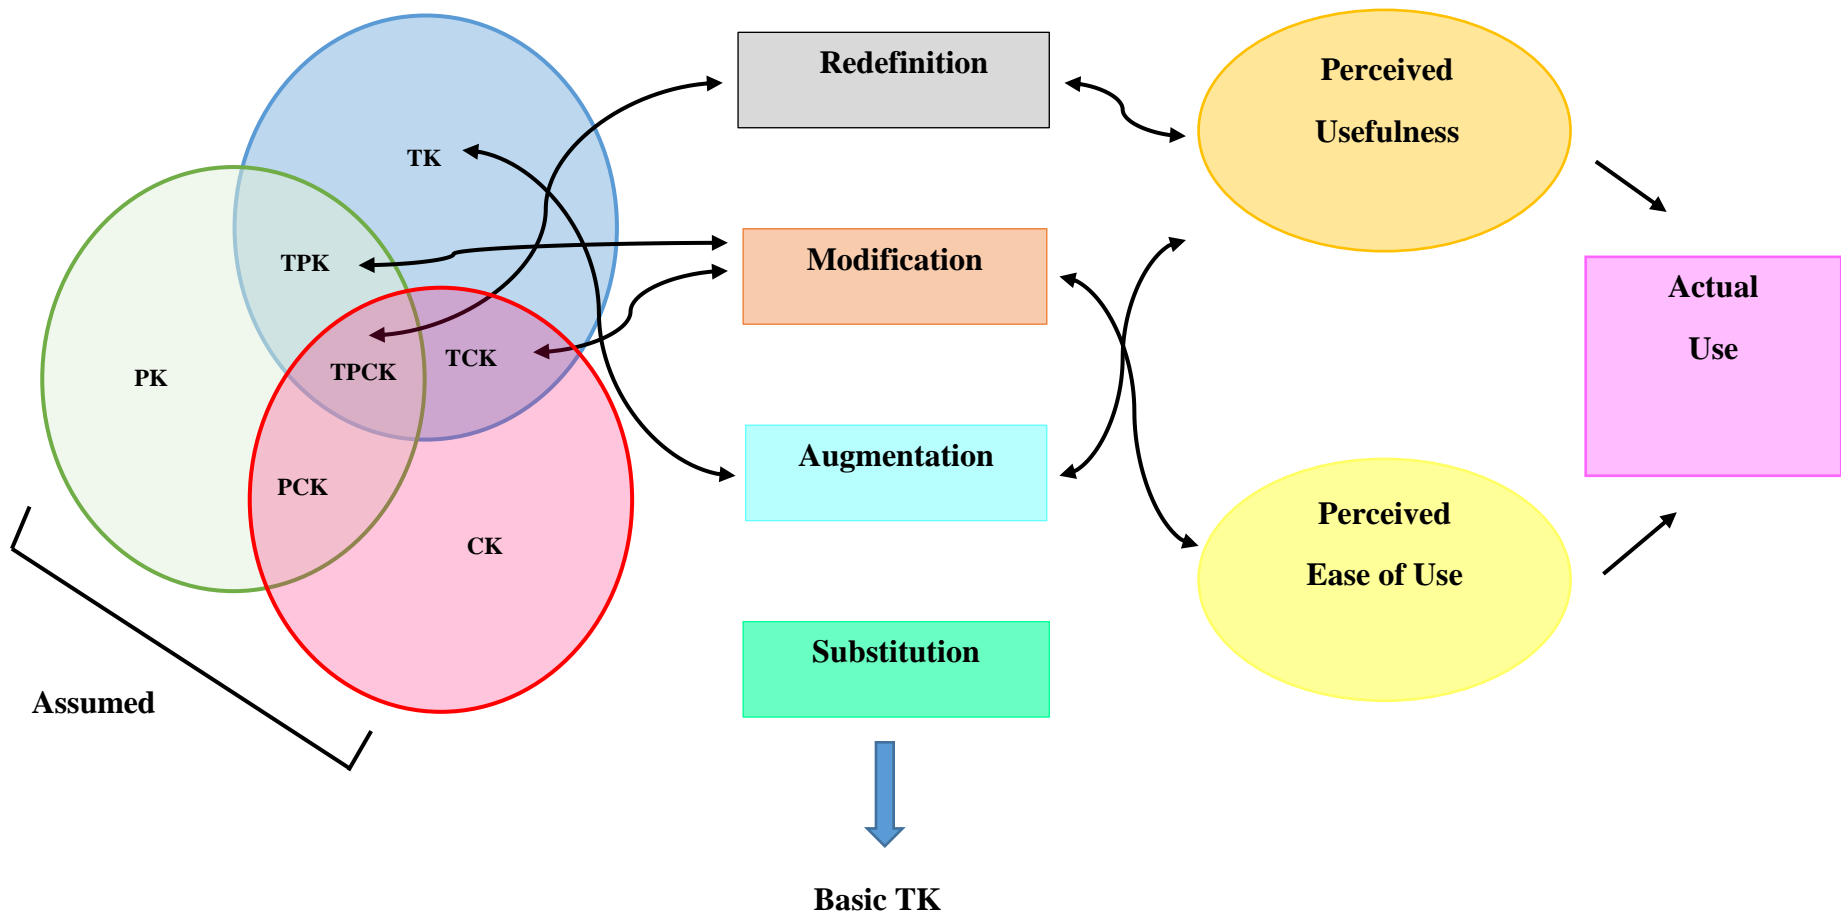 TK
TPK
PK
TPCK
TCK
PCK
CK
Assumed
Redefinition
Modification
Augmentation
Substitution
Basic TK
Perceived
Usefulness
Perceived
Ease of Use
Actual
Use